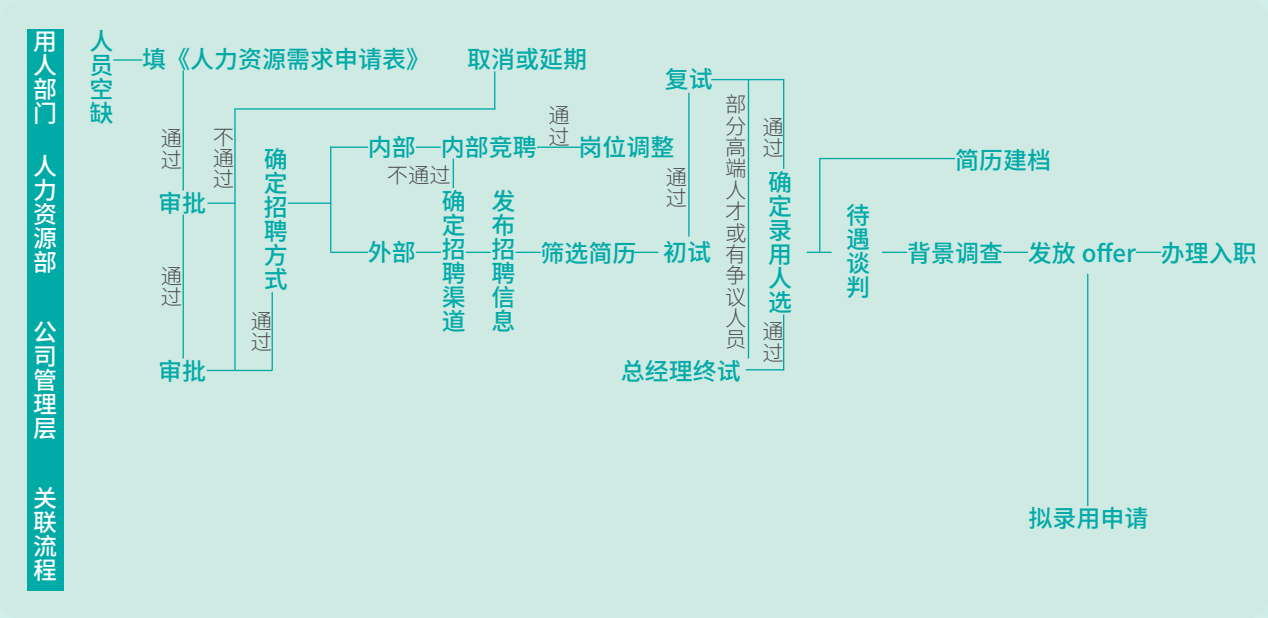 用人部门
人力资源部
公司管理层
关联流程
人员空缺
填《人力资源需求申请表》
取消或延期
通过
不通过
审批
通过
审批
通过
确定招聘方式
内部
内部竞聘
通过
岗位调整
不通过
外部
确定招聘渠道
发布招聘信息
筛选简历
初试
通过
复试
部分高端人才或有争议人员
通过
确定录用人选
通过
总经理终试
简历建档
待遇谈判
背景调查
发放 offer
办理入职
拟录用申请